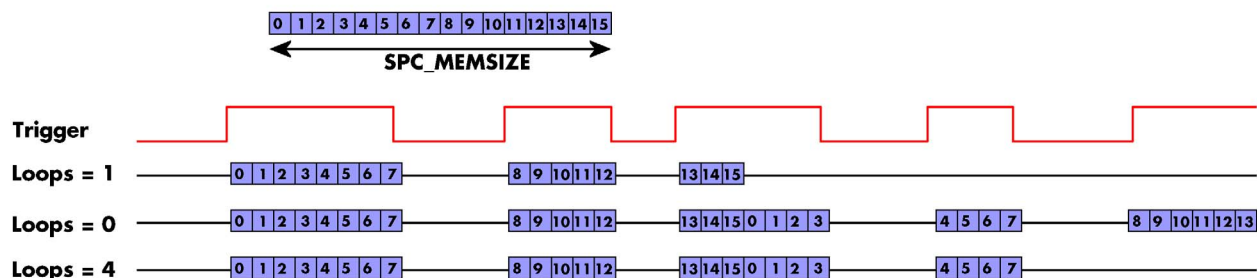 0 1 2 3 4 5 6 7 8 9 10 11 12 13 14 15
SPC_MEMSIZE
Trigger
Loops = 1 0 1 2 3 4 5 6 7 8 9 10 11 12 13 14 15
Loops = 0 0 1 2 3 4 5 6 7 8 9 10 11 12 13 14 15 0 1 2 3 4 5 6 7 8 9 10 11 12 13
Loops = 4 0 1 2 3 4 5 6 7 8 9 10 11 12 13 14 15 0 1 2 3 4 5 6 7